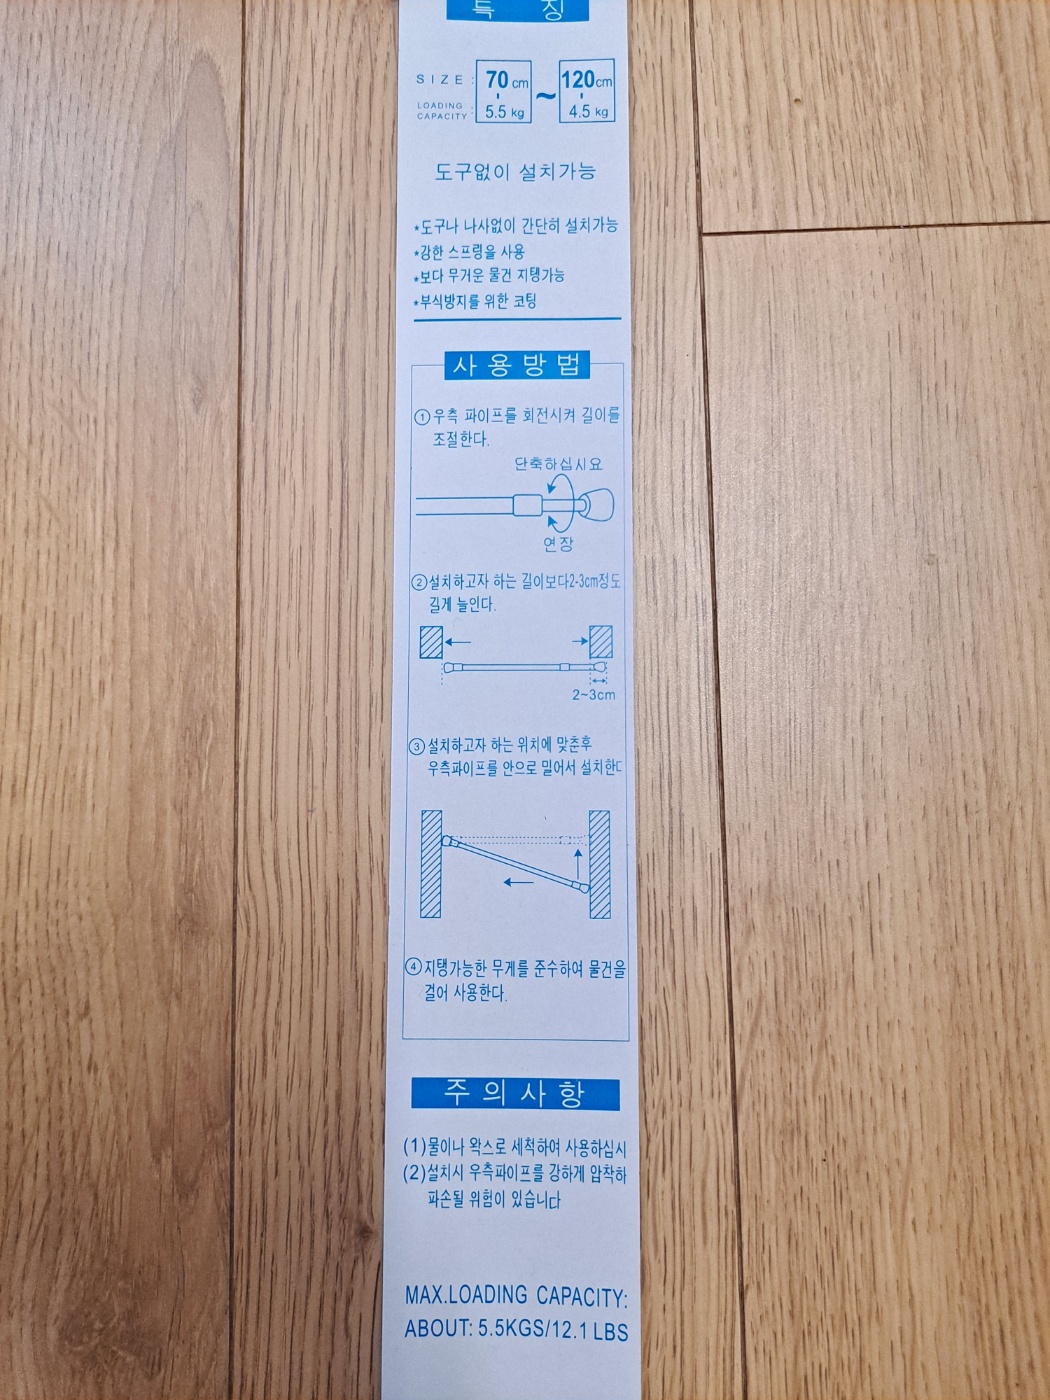 특 징
SIZE: 70cm ~ 120cm
LOADING CAPACITY: 5.5 kg 4.5 kg
도구없이 설치가능
*도구나 나사없이 간단히 설치가능
*강한 스프령을 사용
*보다 무거운 물건 지탱가능
*부식방지를 위한 코팅
사용방법
①우측 파이프를 회전시켜 길이를
조절한다.
단축하십시요
연장
②설치하고자 하는 길이보다2-3cm정도
길게 늘인다.
2~3cm
③설치하고자 하는 위치에 맞춘후
우측파이프를 안으로 밀어서 설치한다
④지탱가능한 무게를 준수하여 물건을
걸어 사용한다.
주의사항
(1)물이나 왁스로 세척하여 사용하십시
(2)설치시 우측파이프를 강하게 압착하
파손될 위험이 있습니다
MAX.LOADING CAPACITY:
ABOUT: 5.5KGS/12.1 LBS